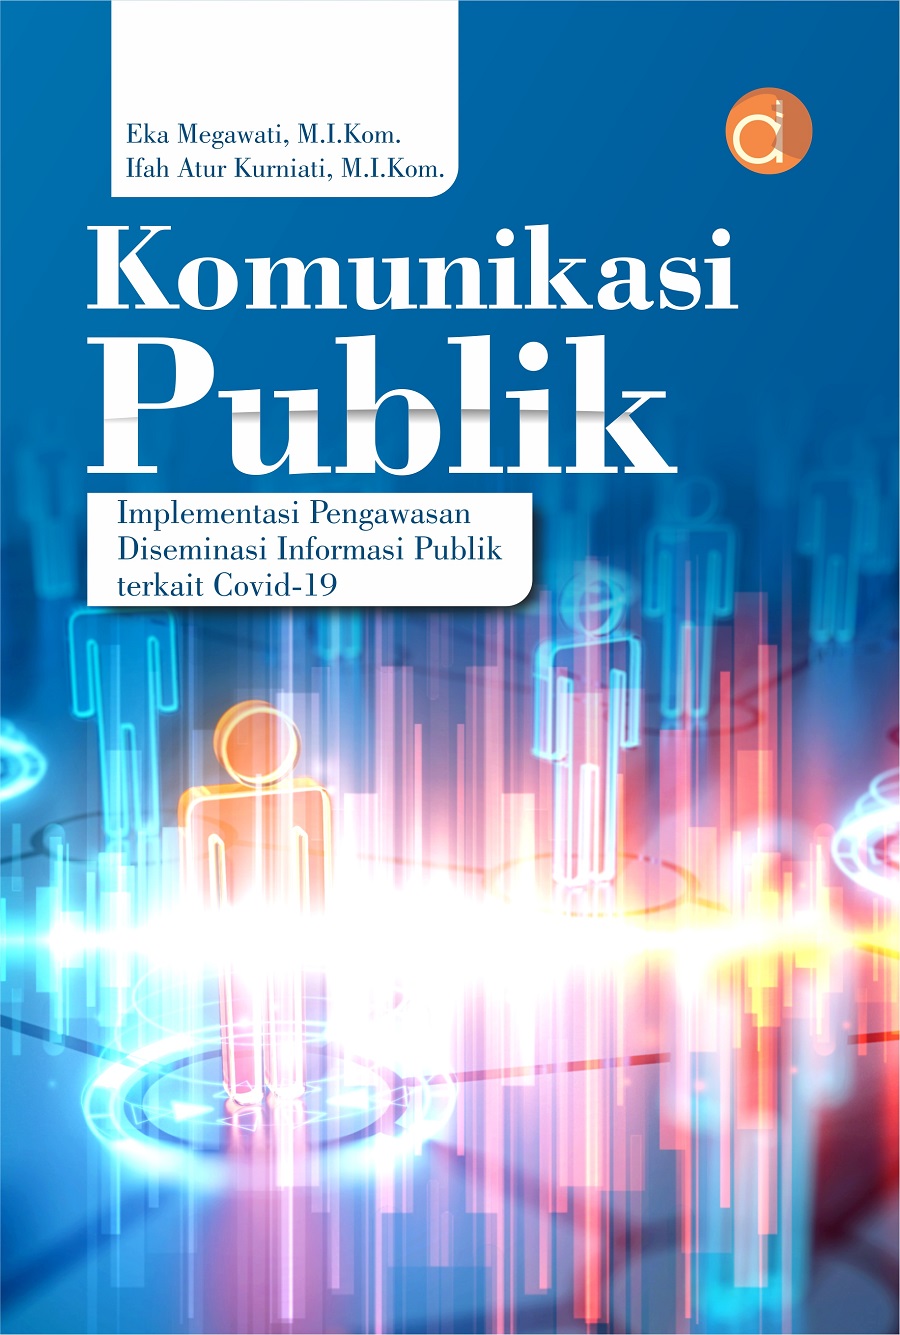 Eka Megawati, M.I.Kom.
Ifah Atur Kurniati, M.I.Kom.
d
Komunikasi
Publik
Implementasi Pengawasan
Diseminasi Informasi Publik
terkait Covid-19